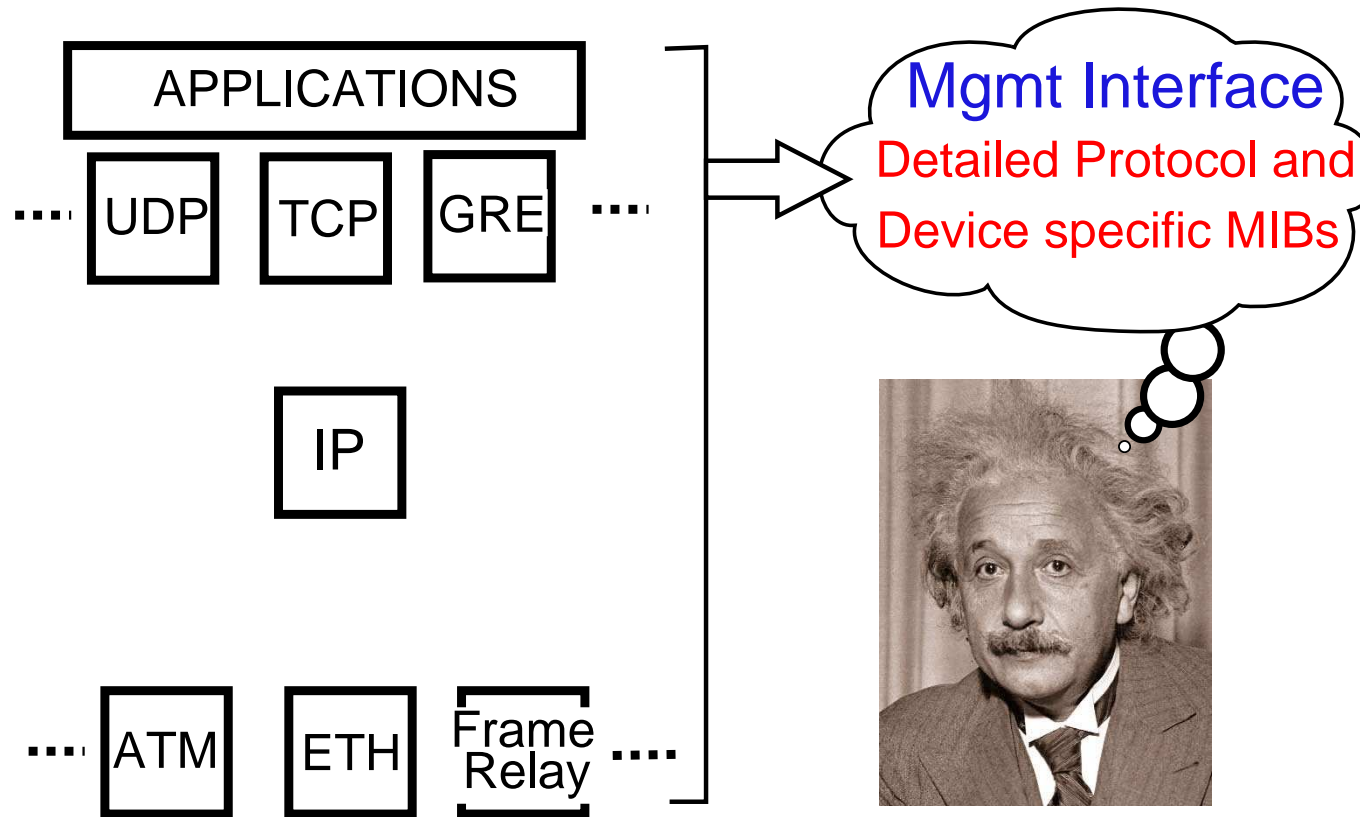 APPLICATIONS
UDP
TCP
GRE
IP
ATM
ETH
Frame
Relay
Mgmt Interface
Detailed Protocol and
Device specific MIBs